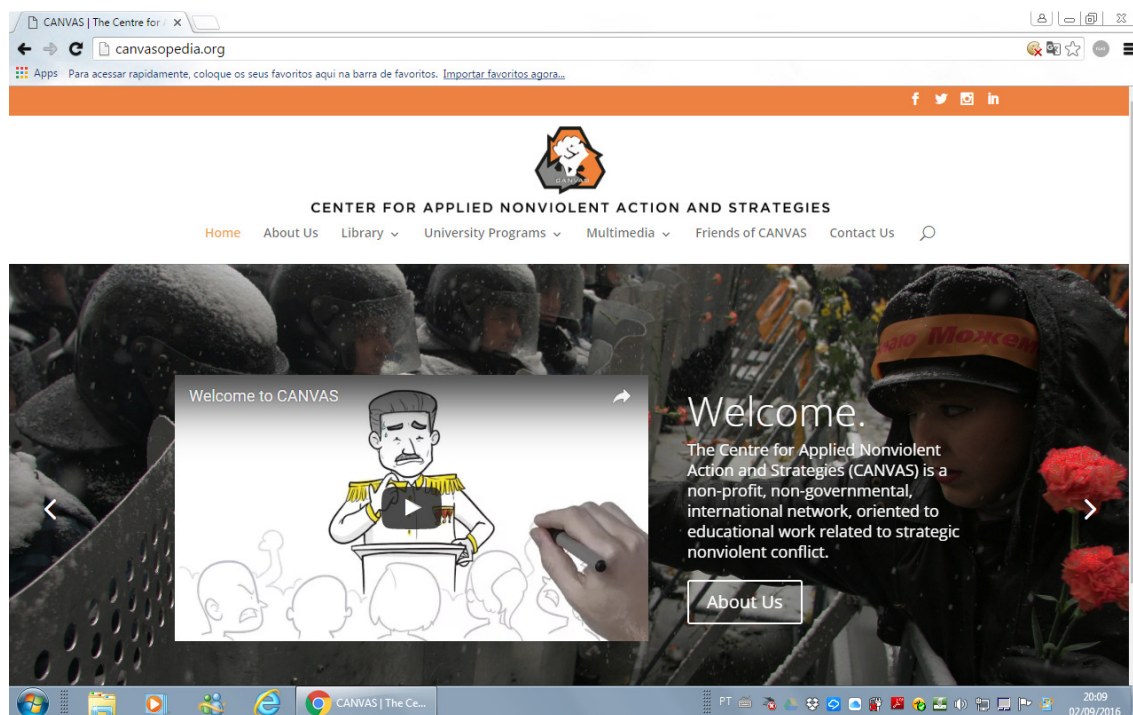 CANVAS | The Centre for A
canvasopedia.org
Apps Para acessar rapidamente, coloque os seus favoritos aqui na barra de favoritos. Importar favoritos agora...
CANVAS
CENTER FOR APPLIED NONVIOLENT ACTION AND STRATEGIES
Home About Us Library University Programs Multimedia Friends of CANVAS Contact Us
Можем
Welcome to CANVAS
Welcome.
The Centre for Applied Nonviolent
Action and Strategies (CANVAS) is a
non-profit, non-governmental,
international network, oriented to
educational work related to strategic
nonviolent conflict.
About Us
CANVAS | The Ce...
PT
20:09
02/09/2016